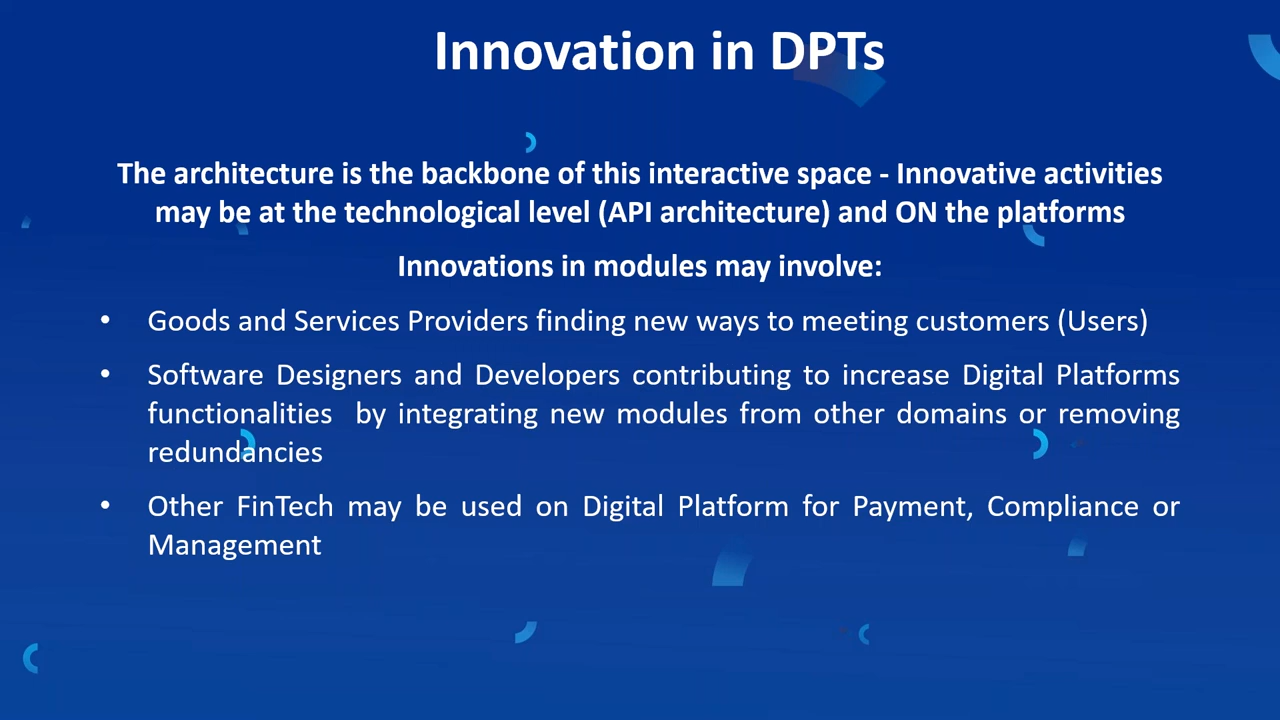 Innovation in DPTs
The architecture is the backbone of this interactive space - Innovative activities
may be at the technological level (API architecture) and ON the platforms
Innovations in modules may involve:
• Goods and Services Providers finding new ways to meeting customers (Users)
• Software Designers and Developers contributing to increase Digital Platforms
functionalities by integrating new modules from other domains or removing
redundancies
• Other FinTech may be used on Digital Platform for Payment, Compliance or
Management